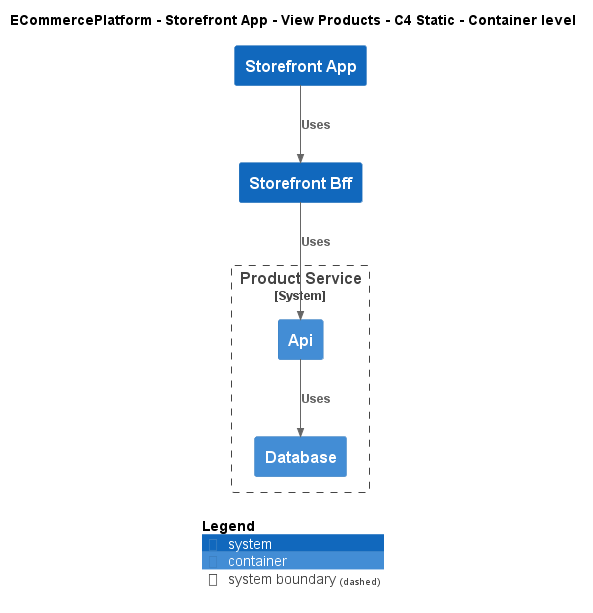 ECommercePlatform - Storefront App - View Products - C4 Static - Container level
Storefront App
Uses
Storefront Bff
Uses
Product Service
[System]
Api
Uses
Database
Legend
system
container
system boundary (dashed)